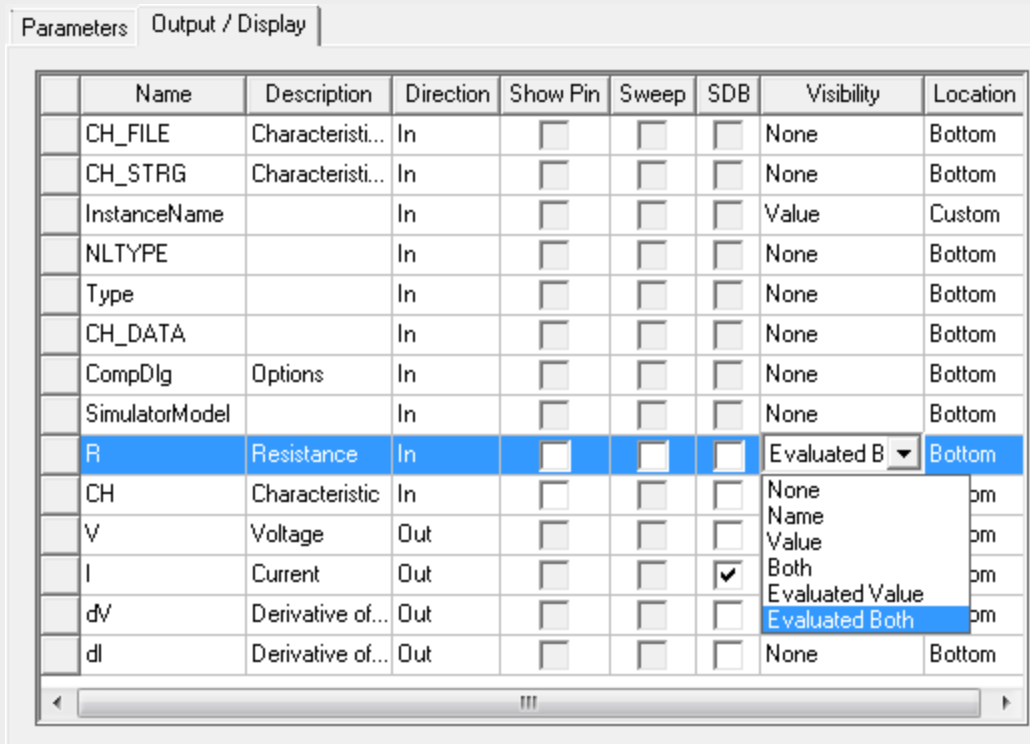 Parameters Output / Display
Name Description Direction Show Pin Sweep SDB Visibility Location
CH_FILE Characteristi... In None Bottom
CH_STRG Characteristi... In None Bottom
InstanceName In Value Custom
NLTYPE In None Bottom
Type In None Bottom
CH_DATA In None Bottom
CompDlg Options In None Bottom
SimulatorModel In None Bottom
R Resistance In Evaluated B Bottom
CH Characteristic In None om
Name
V Voltage Out Value om
I Current Out Both om
Evaluated Value
dV Derivative of... Out Evaluated Both om
dI Derivative of... Out None Bottom